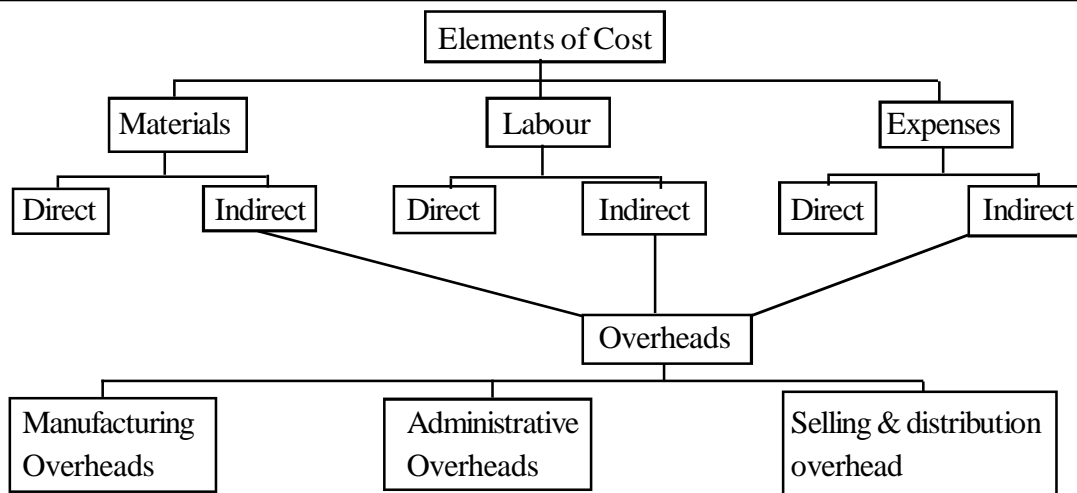 Elements of Cost
Materials
Labour
Expenses
Direct
Indirect
Direct
Indirect
Direct
Indirect
Overheads
Manufacturing
Overheads
Administrative
Overheads
Selling & distribution
overhead